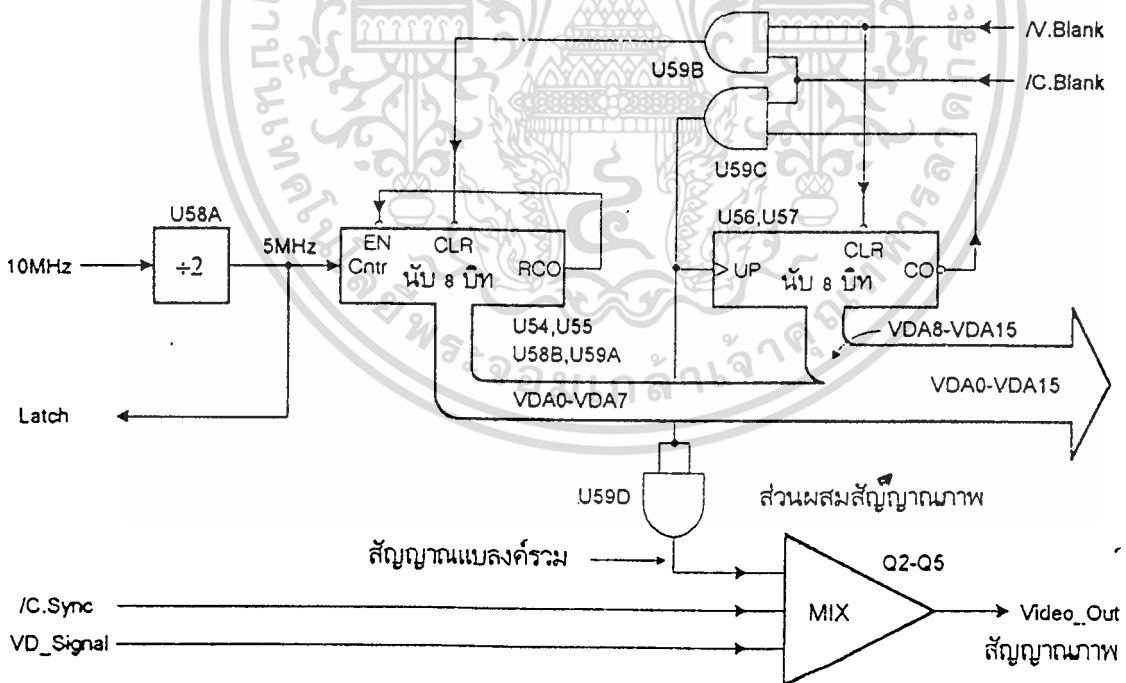 /V.Blank
U59B
/C.Blank
U59C
U58A
U56,U57
10MHz
÷2
5MHz
EN
CLR
Cntr
RCO
นับ 8 บิท
CLR
UP
CO
นับ 8 บิท
U54,U55
U58B,U59A
VDA8-VDA15
VDA0-VDA7
VDA0-VDA15
Latch
U59D
ส่วนผสมสัญญาณภาพ
สัญญาณแบลงค์รวม
Q2-Q5
/C.Sync
MIX
Video_Out
VD_Signal
สัญญาณภาพ